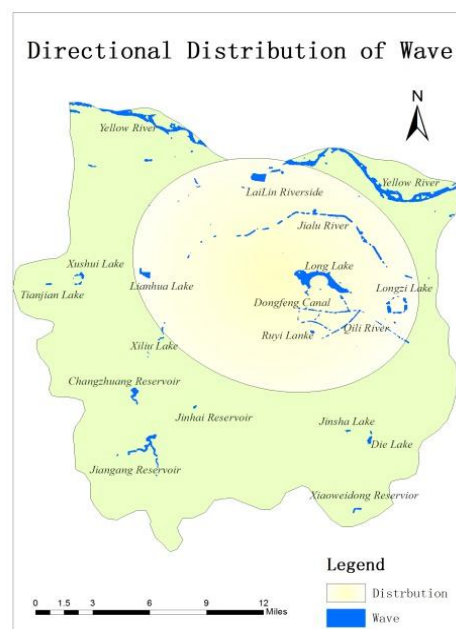 Directional Distribution of Wave
N
Yellow River
Yellow River
LaiLin Riverside
Jialu River
Xushui Lake
Long Lake
Tianjian Lake
Lianhua Lake
Longzi Lake
Dongfeng Canal
Ruyi Lanke
Qili River
Xiliu Lake
Changzhuang Reservoir
Jinhai Reservoir
Jinsha Lake
Die Lake
Jiangang Reservoir
Xiaoweidong Reservior
Legend
Distrbution
Wave
0 1.5 3 6 9 12
Miles